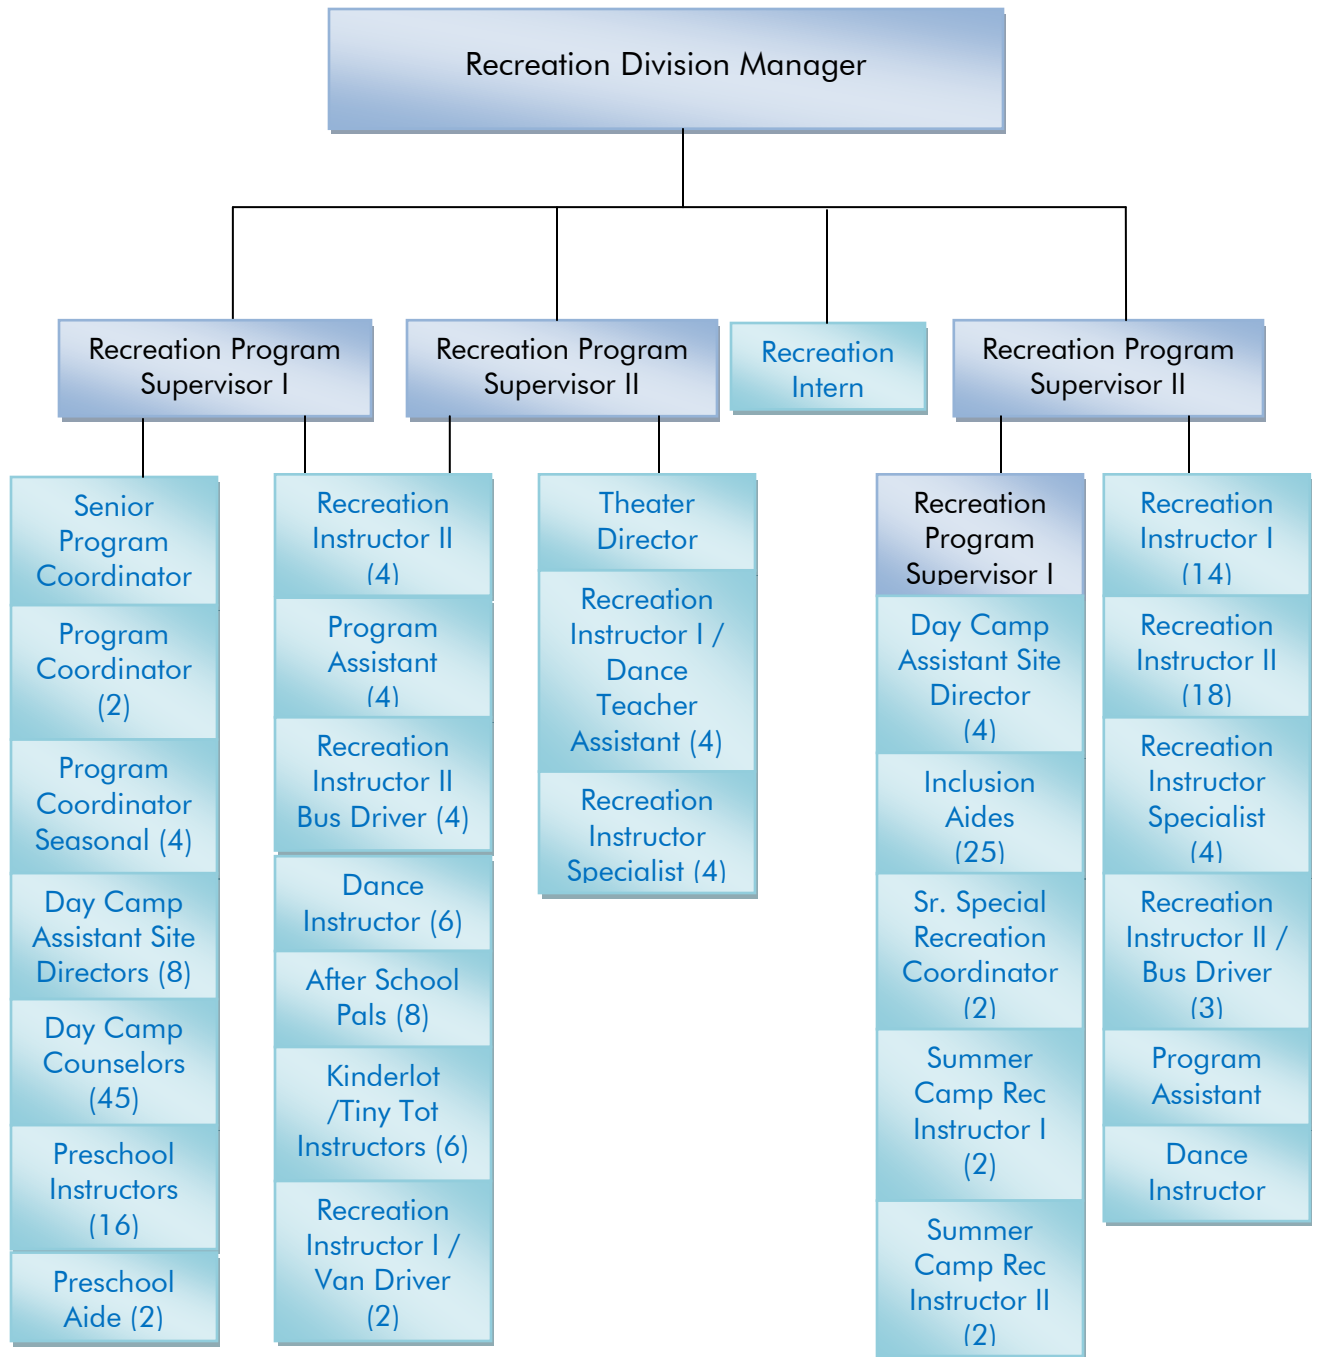 Recreation Division Manager
Recreation Program
Supervisor I
Recreation Program
Supervisor II
Recreation
Intern
Recreation Program
Supervisor II
Senior
Program
Coordinator
Program
Coordinator
(2)
Program
Coordinator
Seasonal (4)
Day Camp
Assistant Site
Directors (8)
Day Camp
Counselors
(45)
Preschool
Instructors
(16)
Preschool
Aide (2)
Recreation
Instructor II
(4)
Program
Assistant
(4)
Recreation
Instructor II
Bus Driver (4)
Dance
Instructor (6)
After School
Pals (8)
Kinderlot
/Tiny Tot
Instructors (6)
Recreation
Instructor I /
Van Driver
(2)
Theater
Director
Recreation
Instructor I /
Dance
Teacher
Assistant (4)
Recreation
Instructor
Specialist (4)
Recreation
Program
Supervisor I
Day Camp
Assistant Site
Director
(4)
Inclusion
Aides
(25)
Sr. Special
Recreation
Coordinator
(2)
Summer
Camp Rec
Instructor I
(2)
Summer
Camp Rec
Instructor II
(2)
Recreation
Instructor I
(14)
Recreation
Instructor II
(18)
Recreation
Instructor
Specialist
(4)
Recreation
Instructor II /
Bus Driver
(3)
Program
Assistant
Dance
Instructor